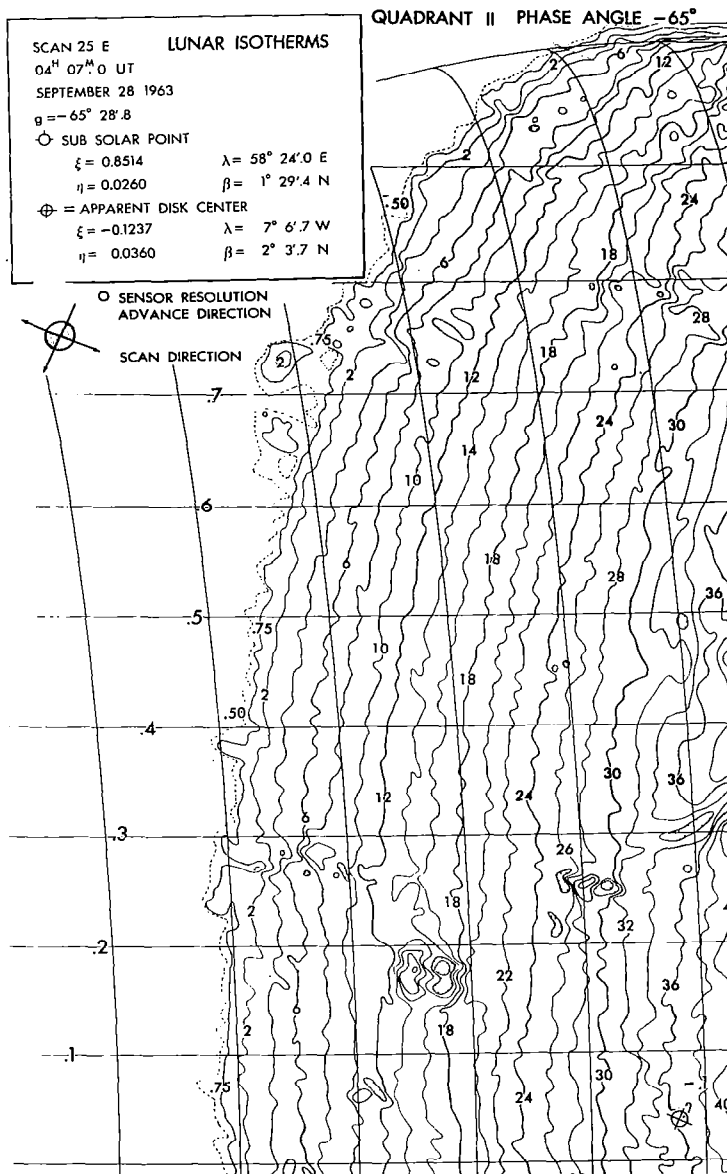 QUADRANT II PHASE ANGLE -65°
SCAN 25 E LUNAR ISOTHERMS
04ᴴ 07ᴹ.0 UT
SEPTEMBER 28 1963
g = -65° 28'.8
SUB SOLAR POINT
ξ = 0.8514 λ = 58° 24'.0 E
η = 0.0260 β = 1° 29'.4 N
= APPARENT DISK CENTER
ξ = -0.1237 λ = 7° 6'.7 W
η = 0.0360 β = 2° 3'.7 N
SENSOR RESOLUTION
ADVANCE DIRECTION
SCAN DIRECTION
2 6 12
2
.50 24
6 18
28
.75
2 2 12 18
.7
24 30
14
10
.6
18
28
36
.5
.75
10
18
2
.50
.4
30 36
12 24
6
.3
26
18
2
32
.2
22 36
6
2 18
.1
30
.75
24 40